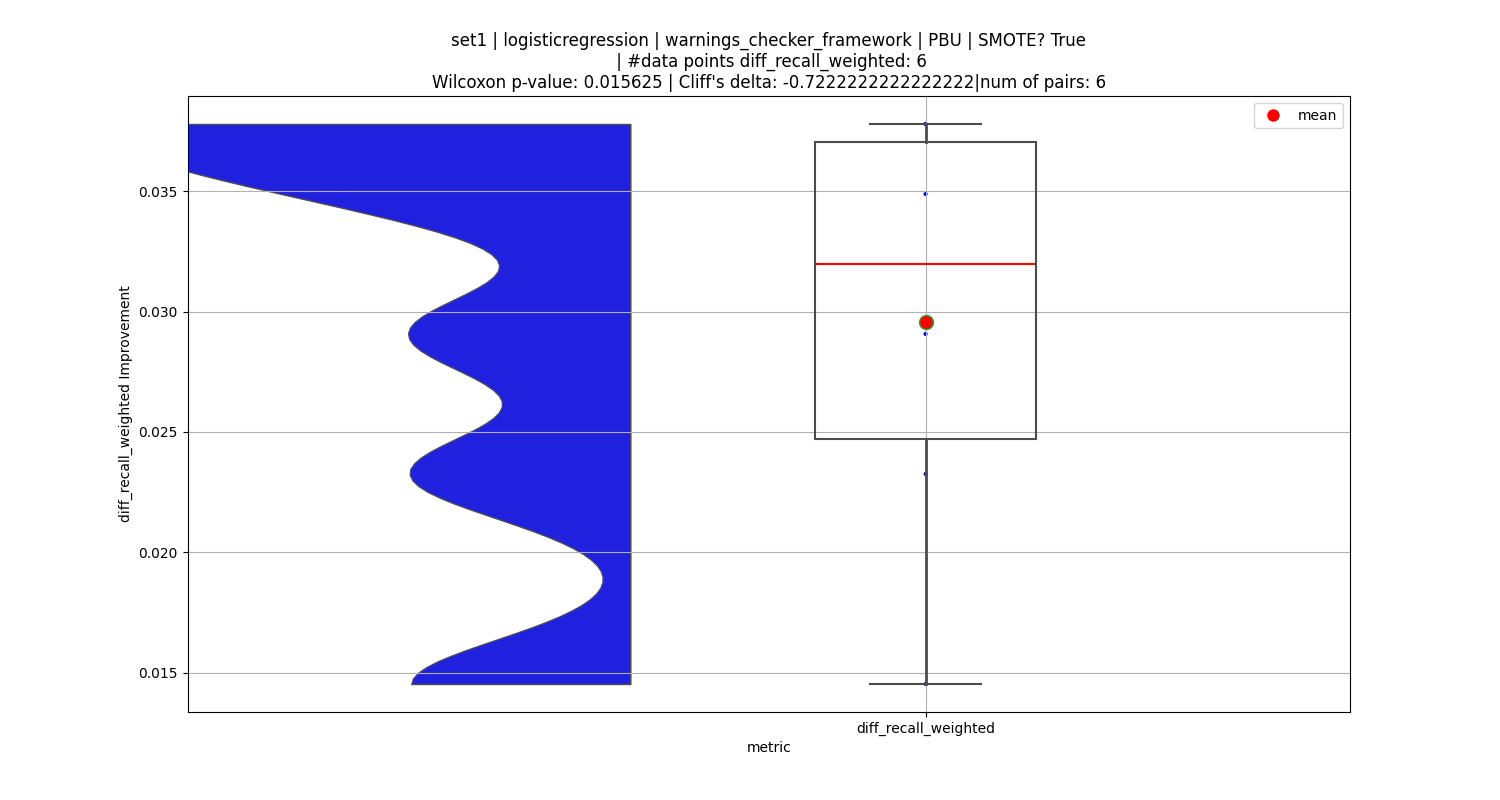 set1 | logisticregression | warnings_checker_framework | PBU | SMOTE? True
| #data points diff_recall_weighted: 6
Wilcoxon p-value: 0.015625 | Cliff's delta: -0.7222222222222222|num of pairs: 6
mean
0.035
0.030
0.025
0.020
0.015
diff_recall_weighted Improvement
diff_recall_weighted
metric